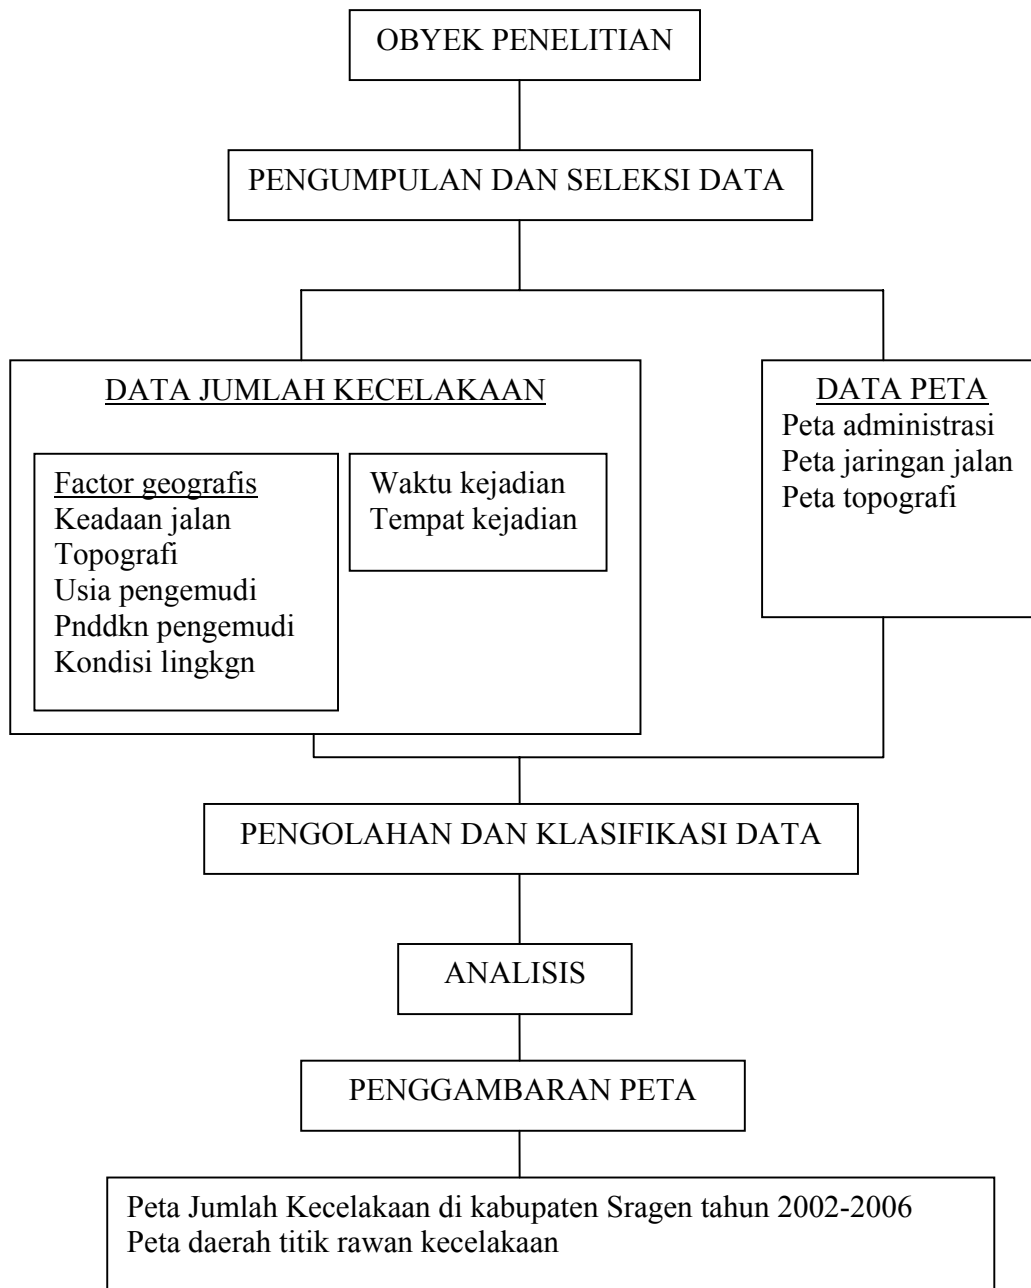 OBYEK PENELITIAN
PENGUMPULAN DAN SELEKSI DATA
DATA JUMLAH KECELAKAAN
Factor geografis
Keadaan jalan
Topografi
Usia pengemudi
Pnddkn pengemudi
Kondisi lingkgn
Waktu kejadian
Tempat kejadian
DATA PETA
Peta administrasi
Peta jaringan jalan
Peta topografi
PENGOLAHAN DAN KLASIFIKASI DATA
ANALISIS
PENGGAMBARAN PETA
Peta Jumlah Kecelakaan di kabupaten Sragen tahun 2002-2006
Peta daerah titik rawan kecelakaan